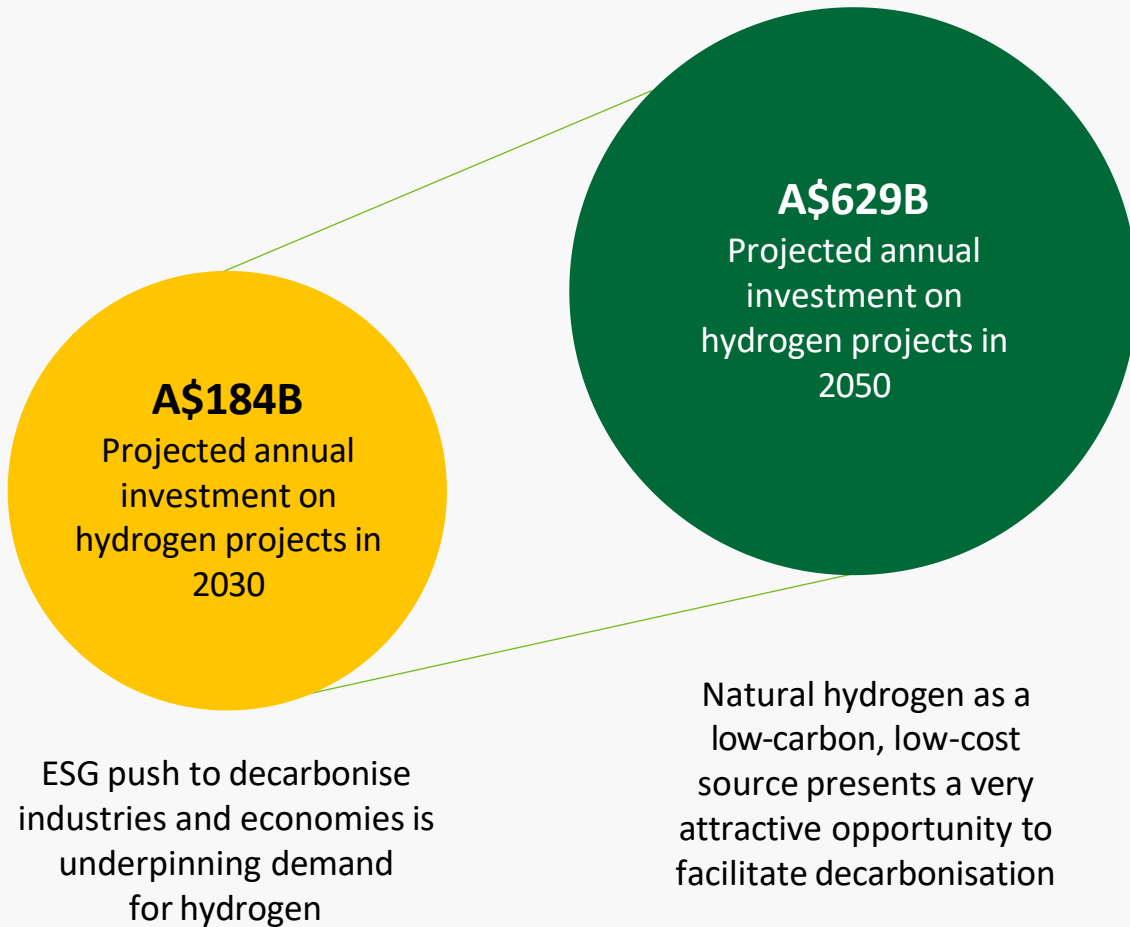 A$184B
Projected annual
investment on
hydrogen projects in
2030
A$629B
Projected annual
investment on
hydrogen projects in
2050
ESG push to decarbonise
industries and economies is
underpinning demand
for hydrogen
Natural hydrogen as a
low-carbon, low-cost
source presents a very
attractive opportunity to
facilitate decarbonisation